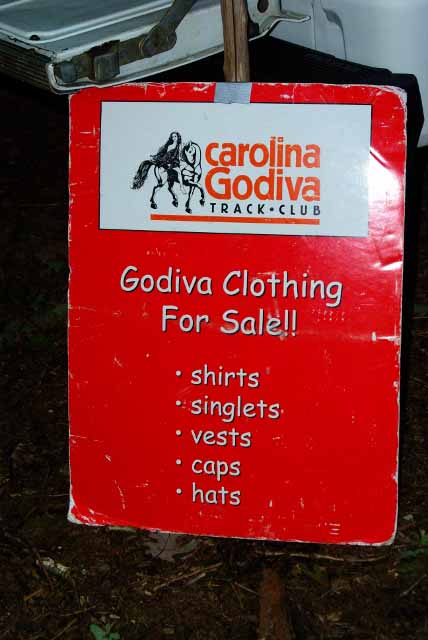 carolina
Godiva
TRACK • CLUB
Godiva Clothing
For Sale!!
• shirts
• singlets
• vests
• caps
• hats